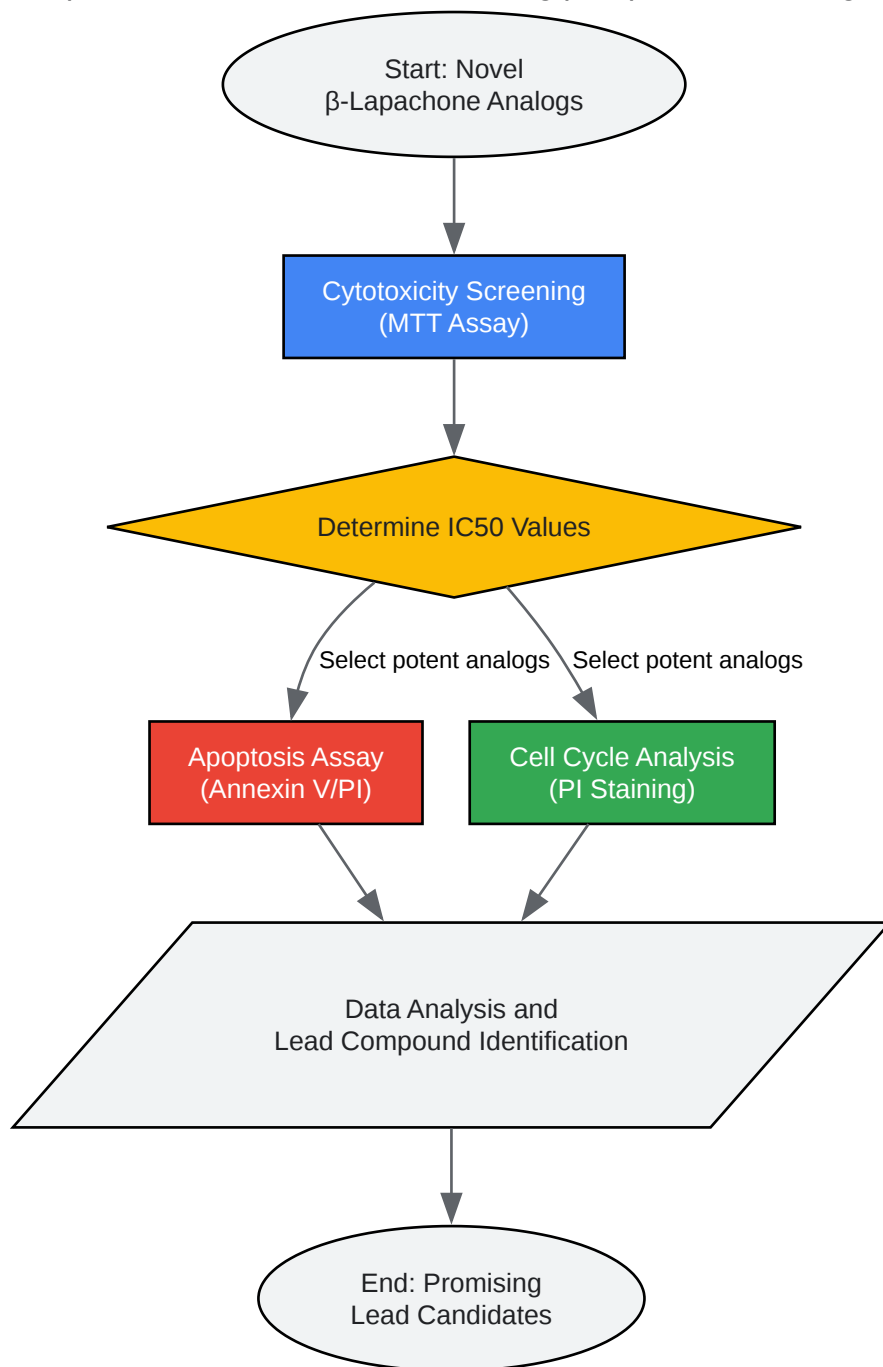 Start: Novel
β-Lapachone Analogs
Cytotoxicity Screening
(MTT Assay)
Determine IC50 Values
Select potent analogs
Select potent analogs
Apoptosis Assay
(Annexin V/PI)
Cell Cycle Analysis
(PI Staining)
Data Analysis and
Lead Compound Identification
End: Promising
Lead Candidates